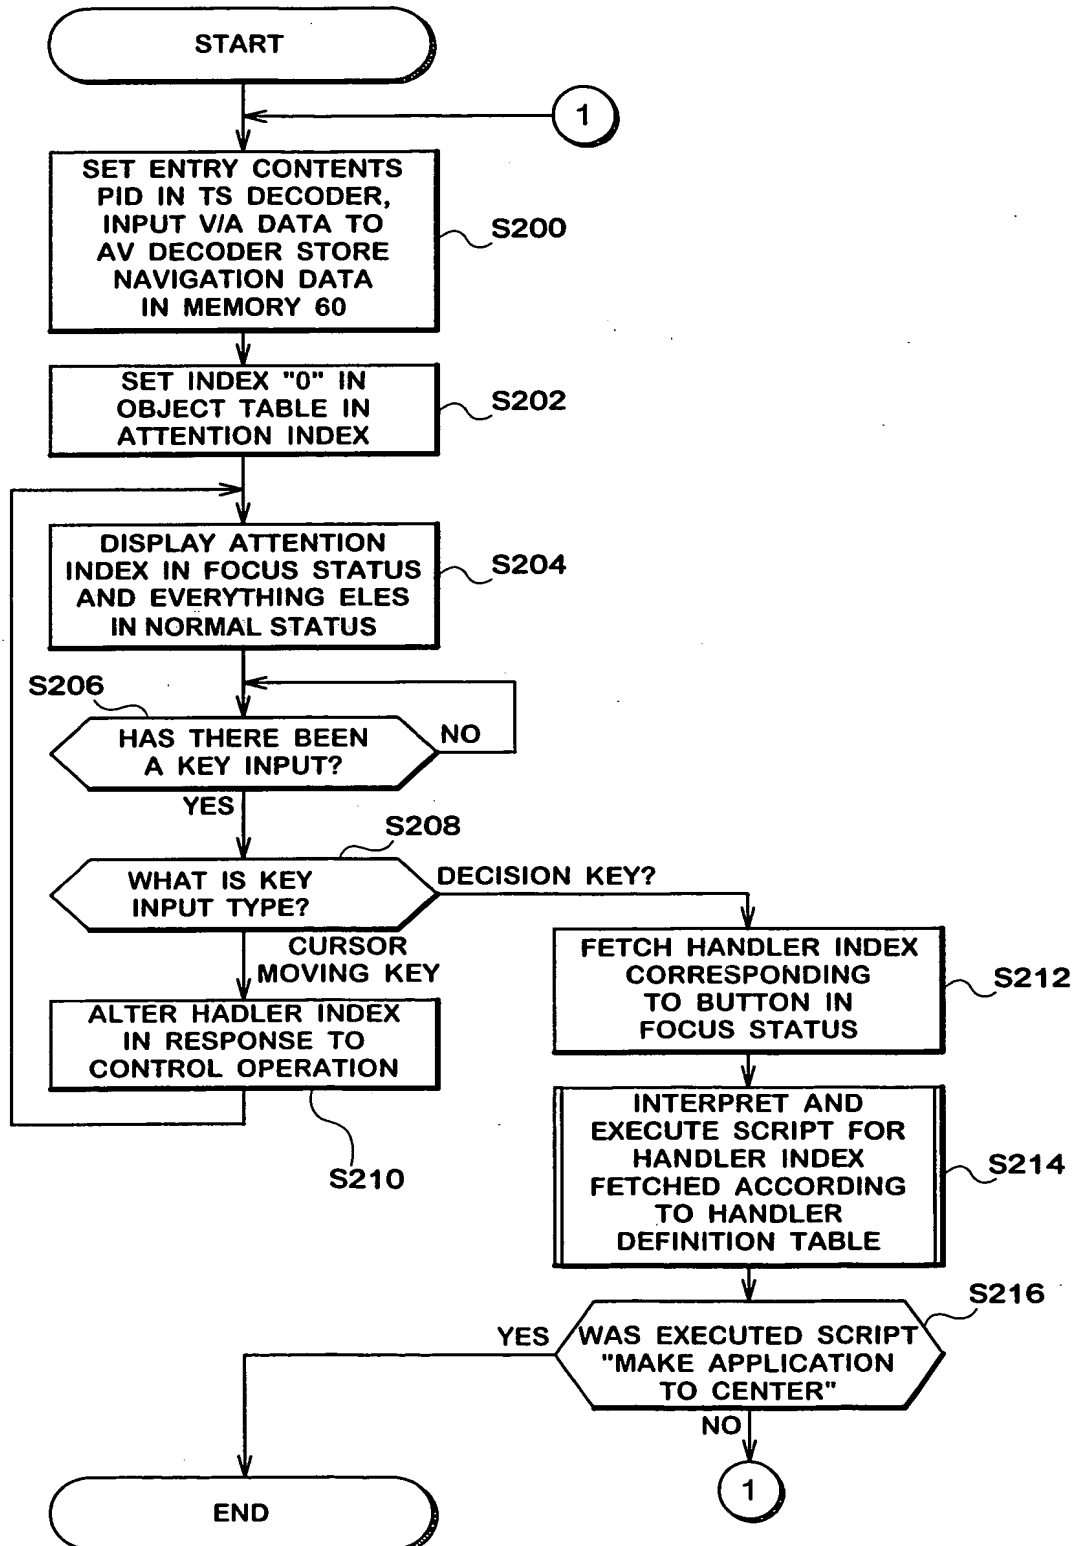 START
1
SET ENTRY CONTENTS
PID IN TS DECODER,
INPUT V/A DATA TO
AV DECODER STORE
NAVIGATION DATA
IN MEMORY 60
S200
SET INDEX "0" IN
OBJECT TABLE IN
ATTENTION INDEX
S202
DISPLAY ATTENTION
INDEX IN FOCUS STATUS
AND EVERYTHING ELES
IN NORMAL STATUS
S204
S206
HAS THERE BEEN
A KEY INPUT?
NO
YES
S208
WHAT IS KEY
INPUT TYPE?
DECISION KEY?
CURSOR
MOVING KEY
ALTER HADLER INDEX
IN RESPONSE TO
CONTROL OPERATION
S210
FETCH HANDLER INDEX
CORRESPONDING
TO BUTTON IN
FOCUS STATUS
S212
INTERPRET AND
EXECUTE SCRIPT FOR
HANDLER INDEX
FETCHED ACCORDING
TO HANDLER
DEFINITION TABLE
S214
S216
WAS EXECUTED SCRIPT
"MAKE APPLICATION
TO CENTER"
YES
NO
1
END